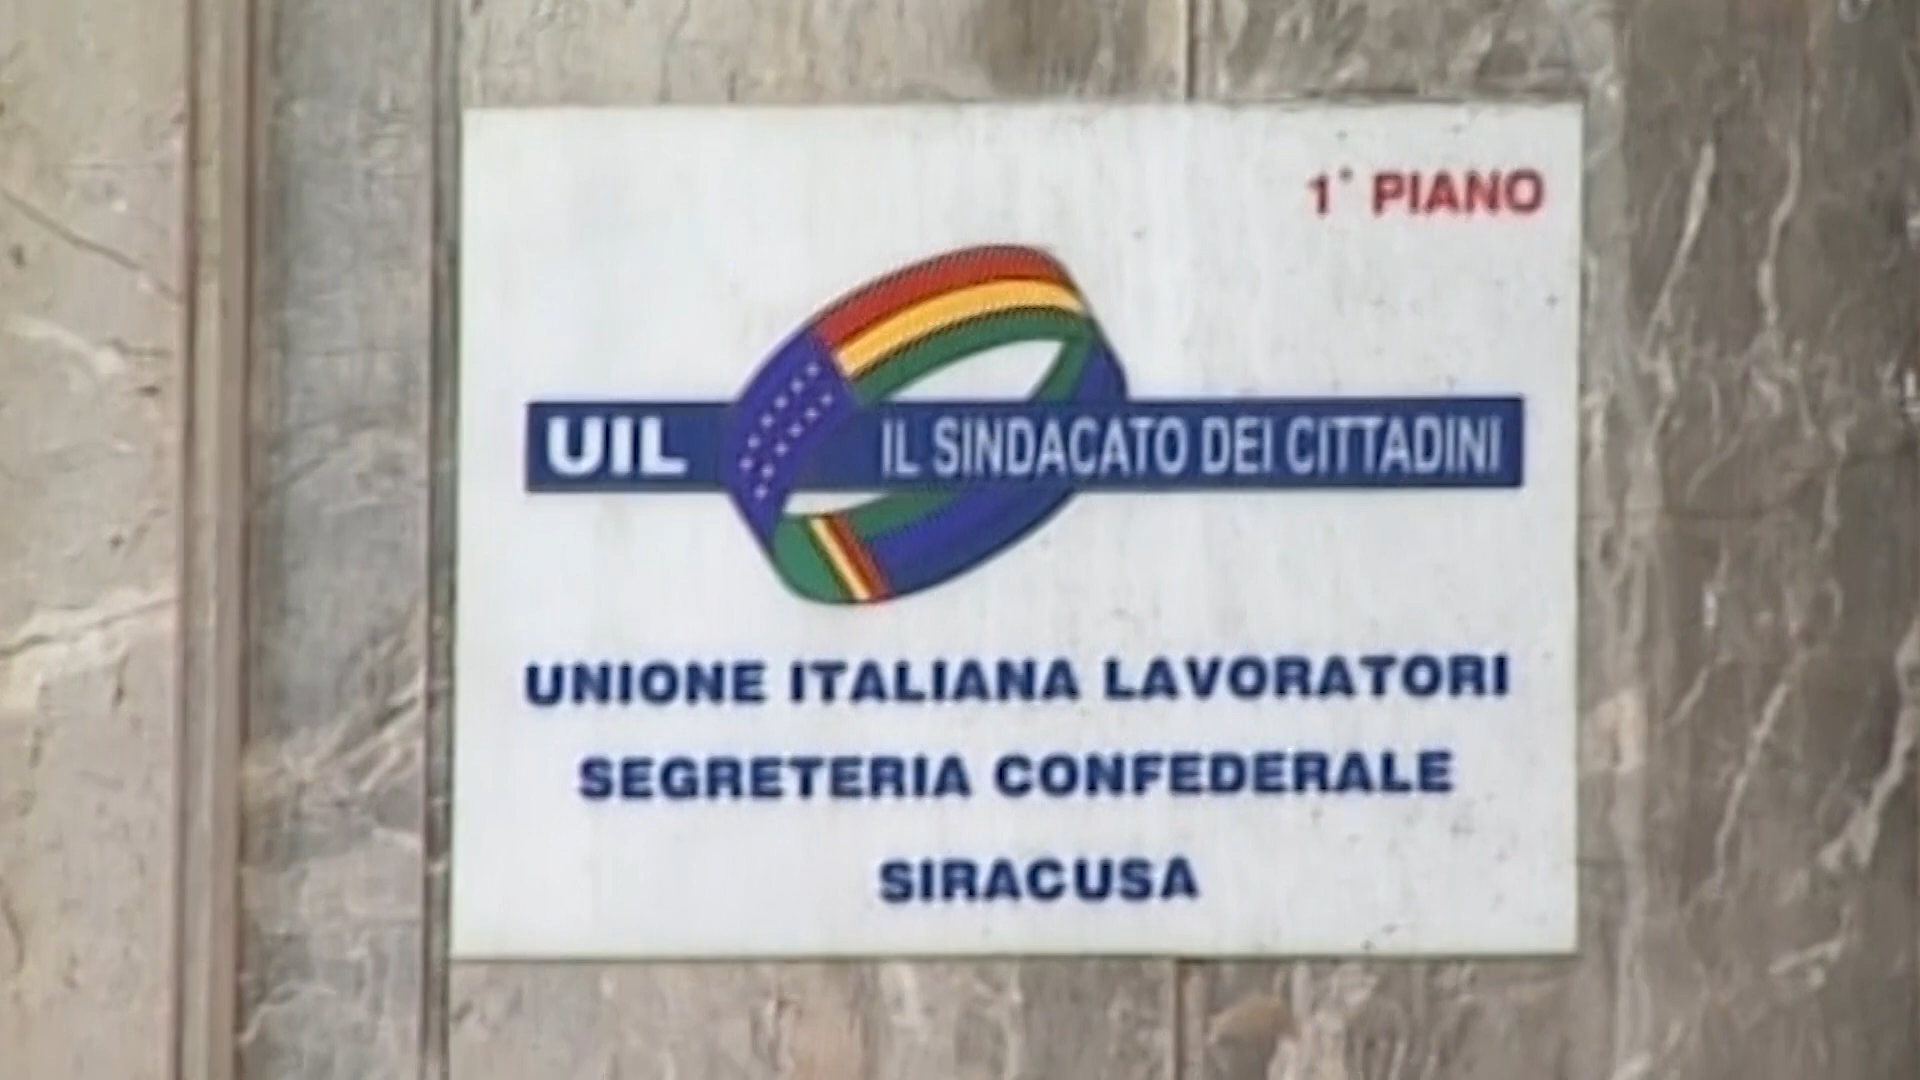 1° PIANO
UIL IL SINDACATO DEI CITTADINI
UNIONE ITALIANA LAVORATORI
SEGRETERIA CONFEDERALE
SIRACUSA